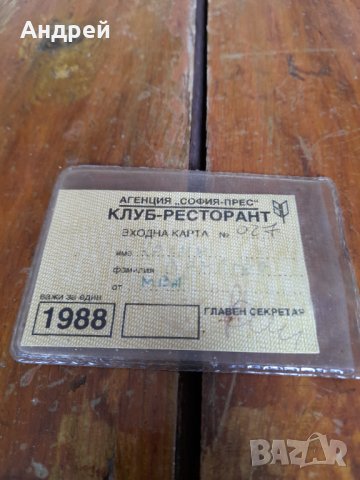 Андрей
АГЕНЦИЯ „СОФИЯ-ПРЕС"
КЛУБ-РЕСТОРАНТ
ВХОДНА КАРТА № 027
име
фамилия
от
важи за един
1988
ГЛАВЕН СЕКРЕТАР
BAZAR